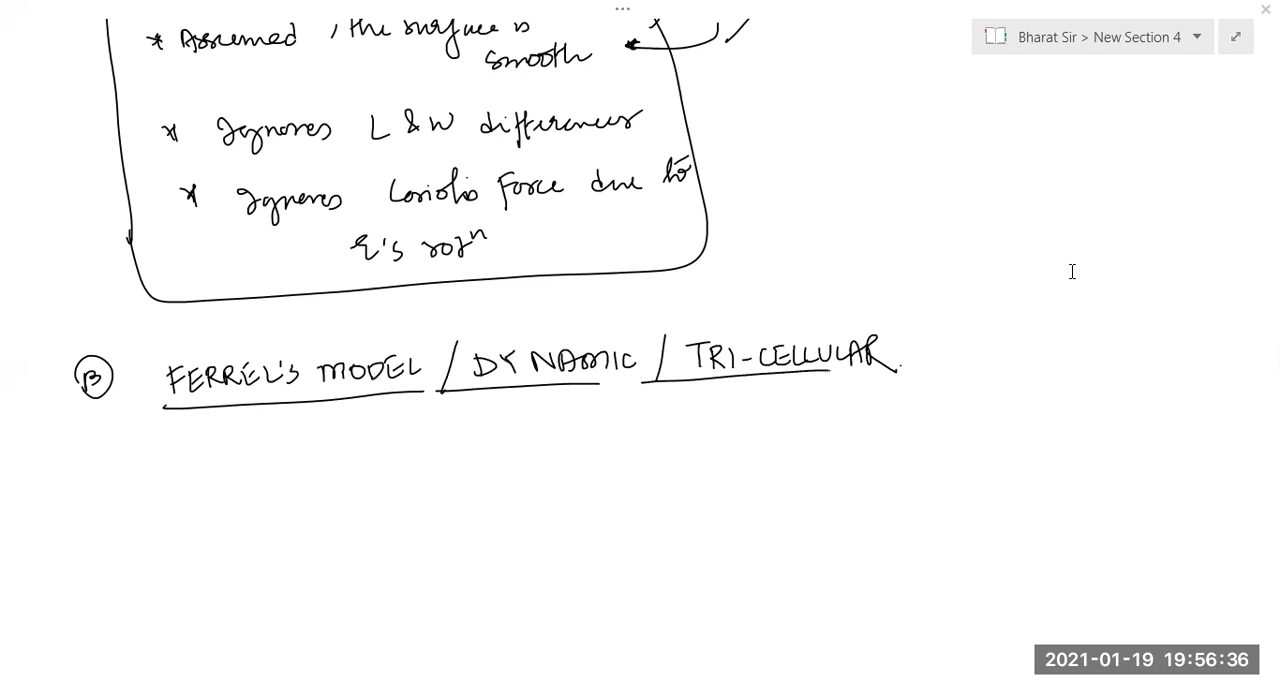 * Assumed, the surface is
smooth
* Ignores L & W differences
* Ignores Coriolis Force due to
E's rotⁿ
B FERREL'S MODEL / DYNAMIC / TRI-CELLULAR.
Bharat Sir > New Section 4
2021-01-19 19:56:36